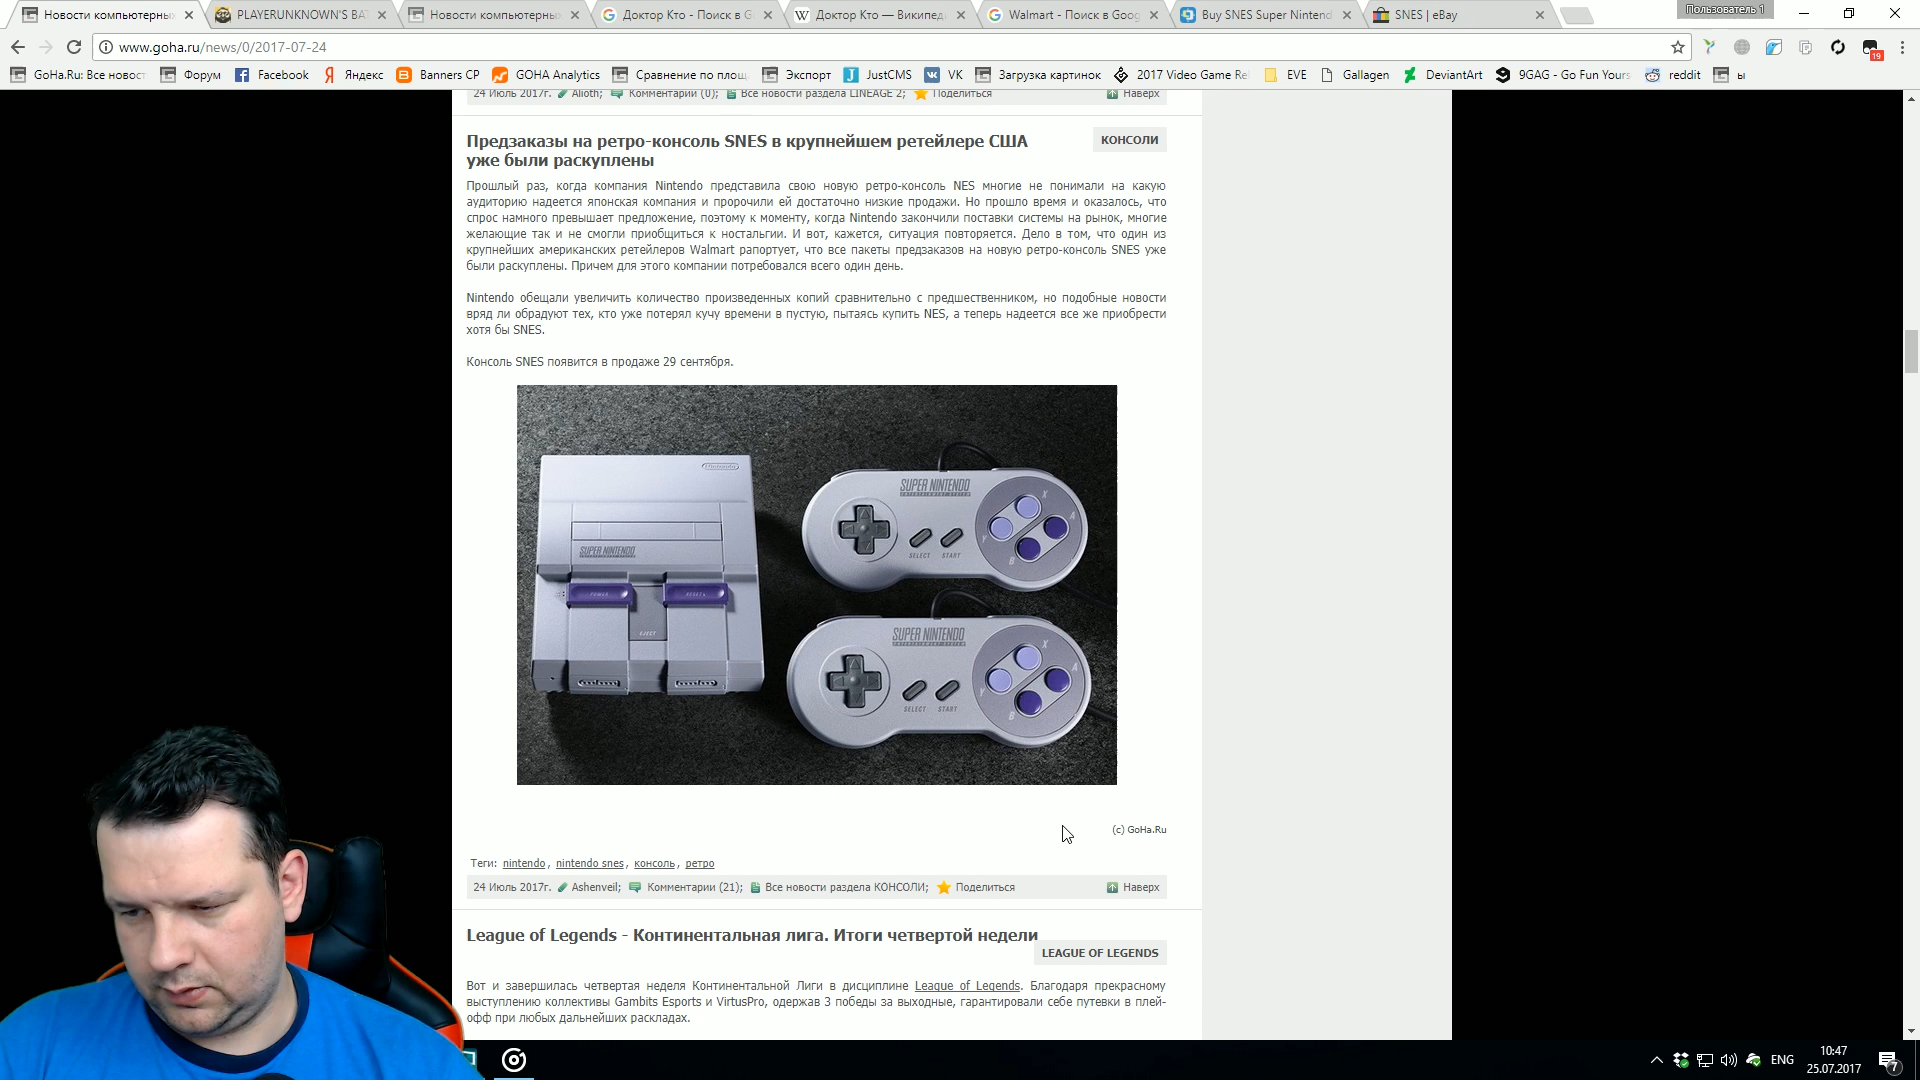 Новости компьютерны
PLAYERUNKNOWN'S BA
Новости компьютерны
Доктор Кто - Поиск в G
Доктор Кто — Википед
Walmart - Поиск в Goog
Buy SNES Super Nintend
SNES | eBay
Пользователь 1
www.goha.ru/news/0/2017-07-24
19
GoHa.Ru: Все новост
Форум
Facebook
Яндекс
Banners CP
GOHA Analytics
Сравнение по площ
Экспорт
JustCMS
VK
Загрузка картинок
2017 Video Game Re
EVE
Gallagen
DeviantArt
9GAG - Go Fun Yours
reddit
ы
24 Июль 2017г. Alioth; Комментарии (0); Все новости раздела LINEAGE 2; Поделиться Наверх
Предзаказы на ретро-консоль SNES в крупнейшем ретейлере США
уже были раскуплены
КОНСОЛИ
Прошлый раз, когда компания Nintendo представила свою новую ретро-консоль NES многие не понимали на какую
аудиторию надеется японская компания и пророчили ей достаточно низкие продажи. Но прошло время и оказалось, что
спрос намного превышает предложение, поэтому к моменту, когда Nintendo закончили поставки системы на рынок, многие
желающие так и не смогли приобщиться к ностальгии. И вот, кажется, ситуация повторяется. Дело в том, что один из
крупнейших американских ретейлеров Walmart рапортует, что все пакеты предзаказов на новую ретро-консоль SNES уже
были раскуплены. Причем для этого компании потребовался всего один день.
Nintendo обещали увеличить количество произведенных копий сравнительно с предшественником, но подобные новости
вряд ли обрадуют тех, кто уже потерял кучу времени в пустую, пытаясь купить NES, а теперь надеется все же приобрести
хотя бы SNES.
Консоль SNES появится в продаже 29 сентября.
Nintendo
SUPER NINTENDO
POWER
RESET
EJECT
SUPER NINTENDO
ENTERTAINMENT SYSTEM
SELECT START
X
Y
A
B
SUPER NINTENDO
ENTERTAINMENT SYSTEM
SELECT START
X
Y
A
B
(c) GoHa.Ru
Теги: nintendo, nintendo snes, консоль, ретро
24 Июль 2017г. Ashenveil; Комментарии (21); Все новости раздела КОНСОЛИ; Поделиться Наверх
League of Legends - Континентальная лига. Итоги четвертой недели
LEAGUE OF LEGENDS
Вот и завершилась четвертая неделя Континентальной Лиги в дисциплине League of Legends. Благодаря прекрасному
выступлению коллективы Gambits Esports и VirtusPro, одержав 3 победы за выходные, гарантировали себе путевки в плей-
офф при любых дальнейших раскладах.
ENG
10:47
25.07.2017
7